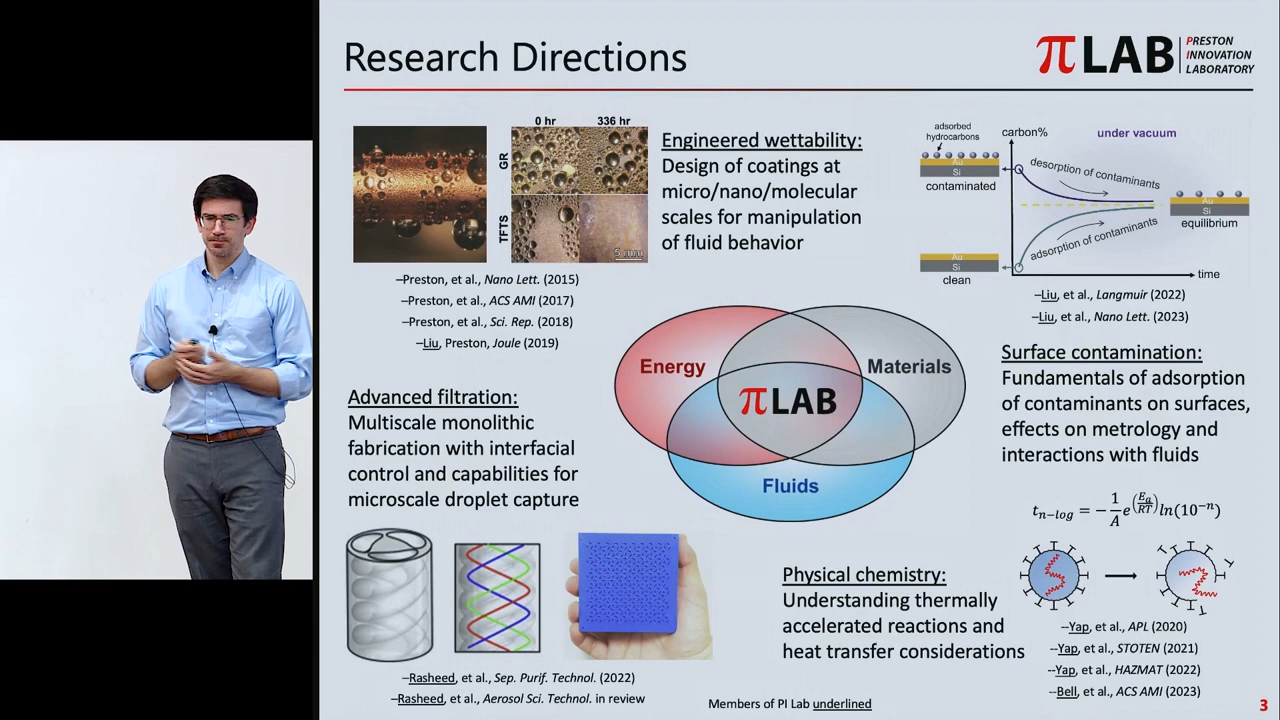 Research Directions
πLAB
PRESTON
INNOVATION
LABORATORY
0 hr 336 hr
GR
TFTS
5 mm
Engineered wettability:
Design of coatings at
micro/nano/molecular
scales for manipulation
of fluid behavior
–Preston, et al., Nano Lett. (2015)
–Preston, et al., ACS AMI (2017)
–Preston, et al., Sci. Rep. (2018)
–Liu, Preston, Joule (2019)
adsorbed
hydrocarbons
carbon%
under vacuum
Au
Si
contaminated
desorption of contaminants
Au
Si
equilibrium
adsorption of contaminants
Au
Si
clean
time
–Liu, et al., Langmuir (2022)
–Liu, et al., Nano Lett. (2023)
Surface contamination:
Fundamentals of adsorption
of contaminants on surfaces,
effects on metrology and
interactions with fluids
Energy
Materials
πLAB
Fluids
Advanced filtration:
Multiscale monolithic
fabrication with interfacial
control and capabilities for
microscale droplet capture
–Rasheed, et al., Sep. Purif. Technol. (2022)
–Rasheed, et al., Aerosol Sci. Technol. in review
Physical chemistry:
Understanding thermally
accelerated reactions and
heat transfer considerations
t_{n−log} = −\frac{1}{A}e^{(\frac{E_a}{RT})}ln(10^{−n})
--Yap, et al., APL (2020)
--Yap, et al., STOTEN (2021)
--Yap, et al., HAZMAT (2022)
--Bell, et al., ACS AMI (2023)
Members of PI Lab underlined
3